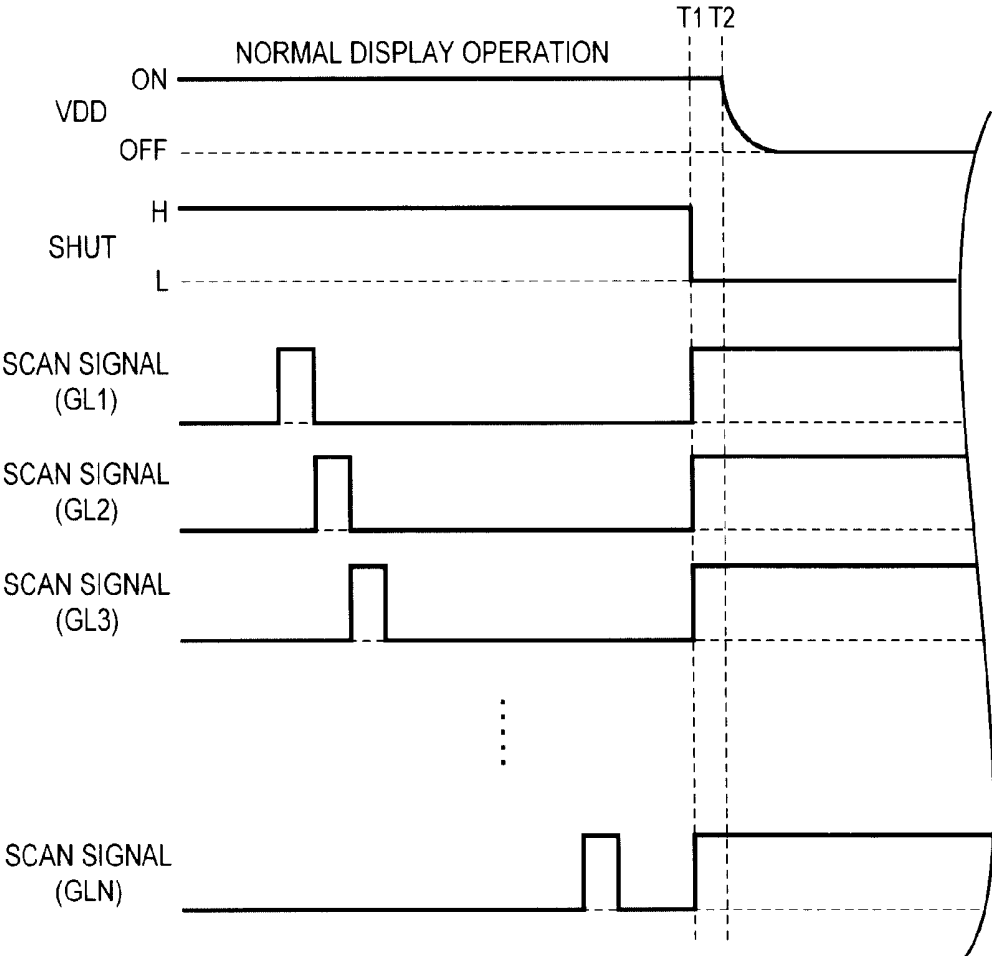 T1 T2
NORMAL DISPLAY OPERATION
ON
VDD
OFF
H
SHUT
L
SCAN SIGNAL
(GL1)
SCAN SIGNAL
(GL2)
SCAN SIGNAL
(GL3)
SCAN SIGNAL
(GLN)